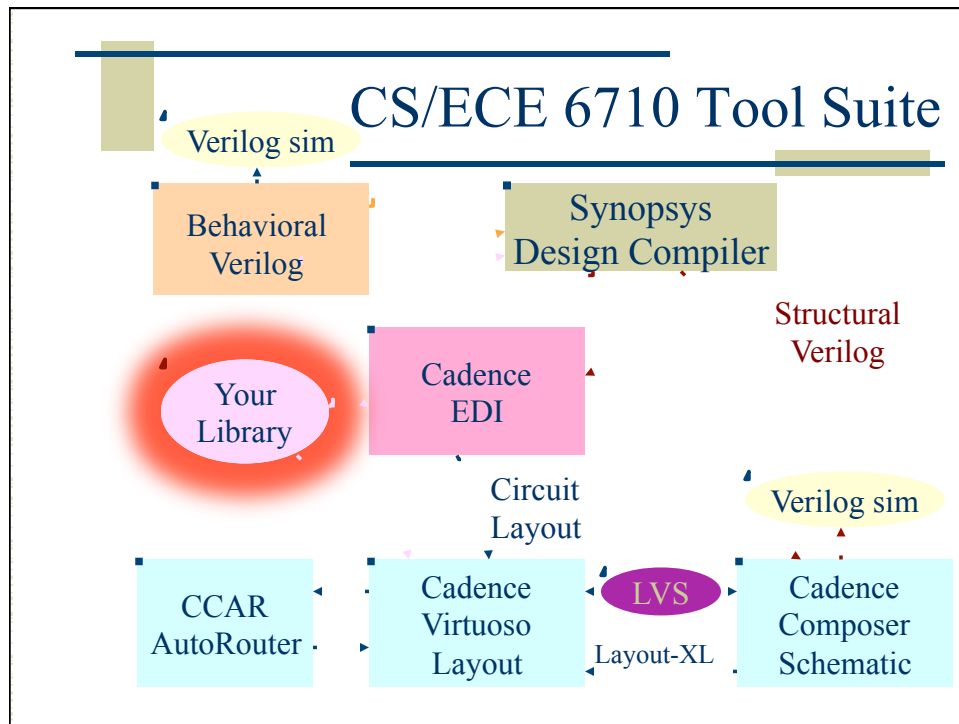 CS/ECE 6710 Tool Suite
Verilog sim
Behavioral
Verilog
Synopsys
Design Compiler
Structural
Verilog
Your
Library
Cadence
EDI
Circuit
Layout
Verilog sim
CCAR
AutoRouter
Cadence
Virtuoso
Layout
LVS
Layout-XL
Cadence
Composer
Schematic